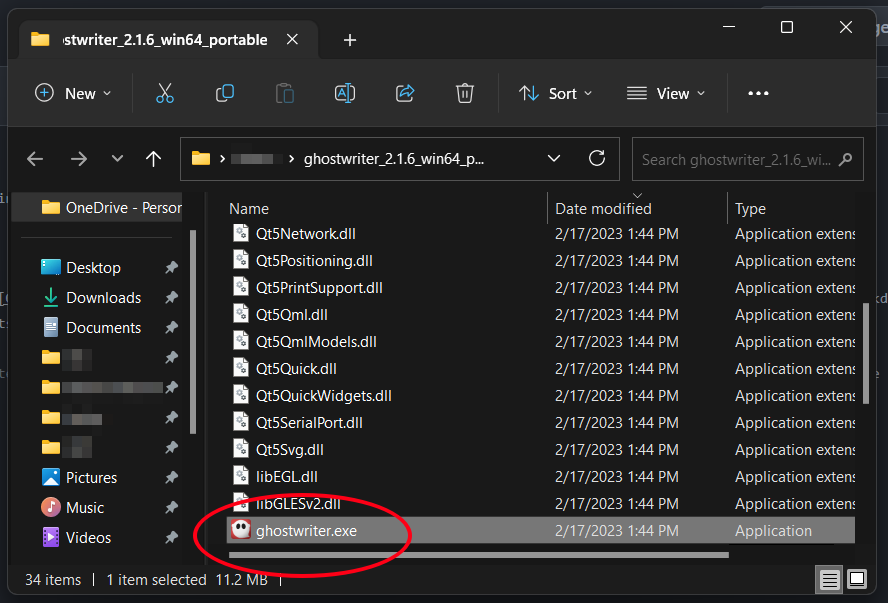 ostwriter_2.1.6_win64_portable
New
Sort
View
ghostwriter_2.1.6_win64_p...
Search ghostwriter_2.1.6_wi...
OneDrive - Person
Name Date modified Type
Qt5Network.dll 2/17/2023 1:44 PM Application extens
Desktop
Qt5Positioning.dll 2/17/2023 1:44 PM Application extens
Downloads
Qt5PrintSupport.dll 2/17/2023 1:44 PM Application extens
Documents
Qt5Qml.dll 2/17/2023 1:44 PM Application extens
Qt5QmlModels.dll 2/17/2023 1:44 PM Application extens
Qt5Quick.dll 2/17/2023 1:44 PM Application extens
Qt5QuickWidgets.dll 2/17/2023 1:44 PM Application extens
Qt5SerialPort.dll 2/17/2023 1:44 PM Application extens
Qt5Svg.dll 2/17/2023 1:44 PM Application extens
Pictures
libEGL.dll 2/17/2023 1:44 PM Application extens
Music
libGLESv2.dll 2/17/2023 1:44 PM Application extens
Videos
ghostwriter.exe 2/17/2023 1:44 PM Application
34 items 1 item selected 11.2 MB